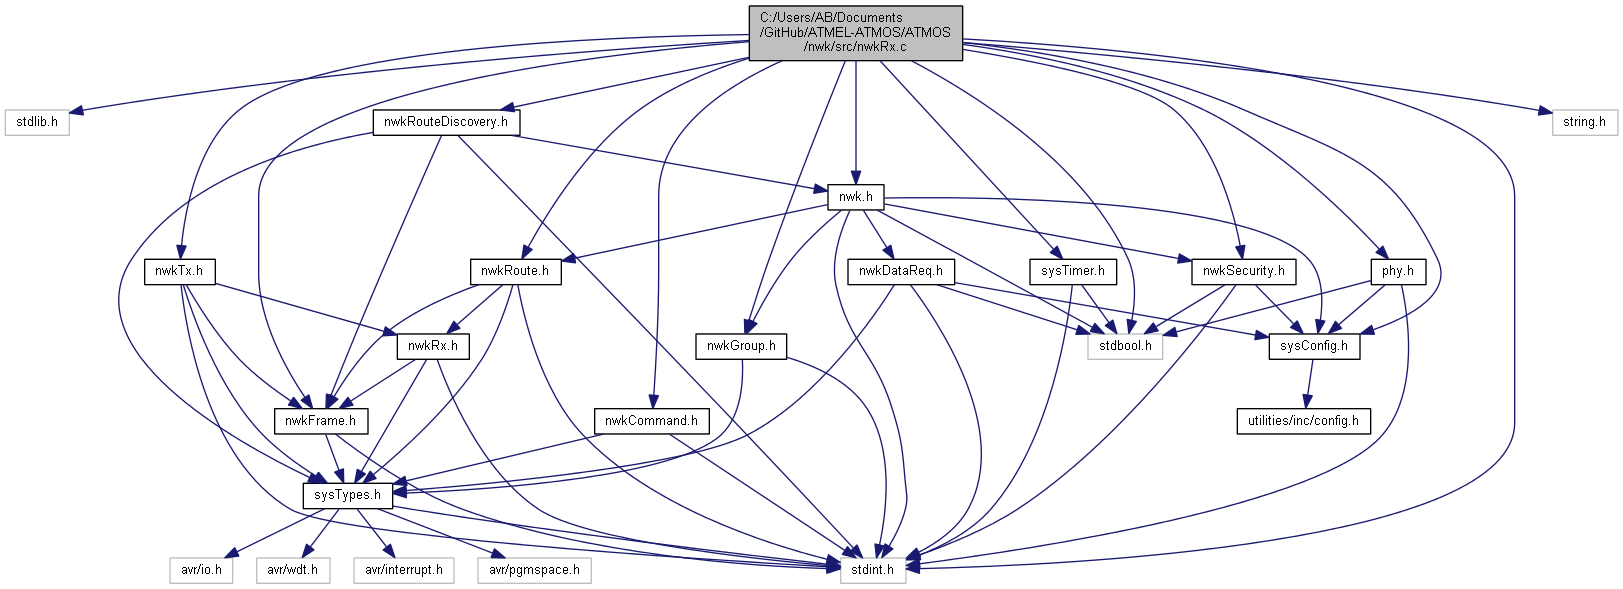 C:/Users/AB/Documents
/GitHub/ATMEL-ATMOS/ATMOS
/nwk/src/nwkRx.c
stdlib.h
nwkRouteDiscovery.h
string.h
nwk.h
nwkTx.h
nwkRoute.h
nwkDataReq.h
sysTimer.h
nwkSecurity.h
phy.h
nwkRx.h
nwkGroup.h
stdbool.h
sysConfig.h
nwkFrame.h
nwkCommand.h
utilities/inc/config.h
sysTypes.h
avr/io.h
avr/wdt.h
avr/interrupt.h
avr/pgmspace.h
stdint.h